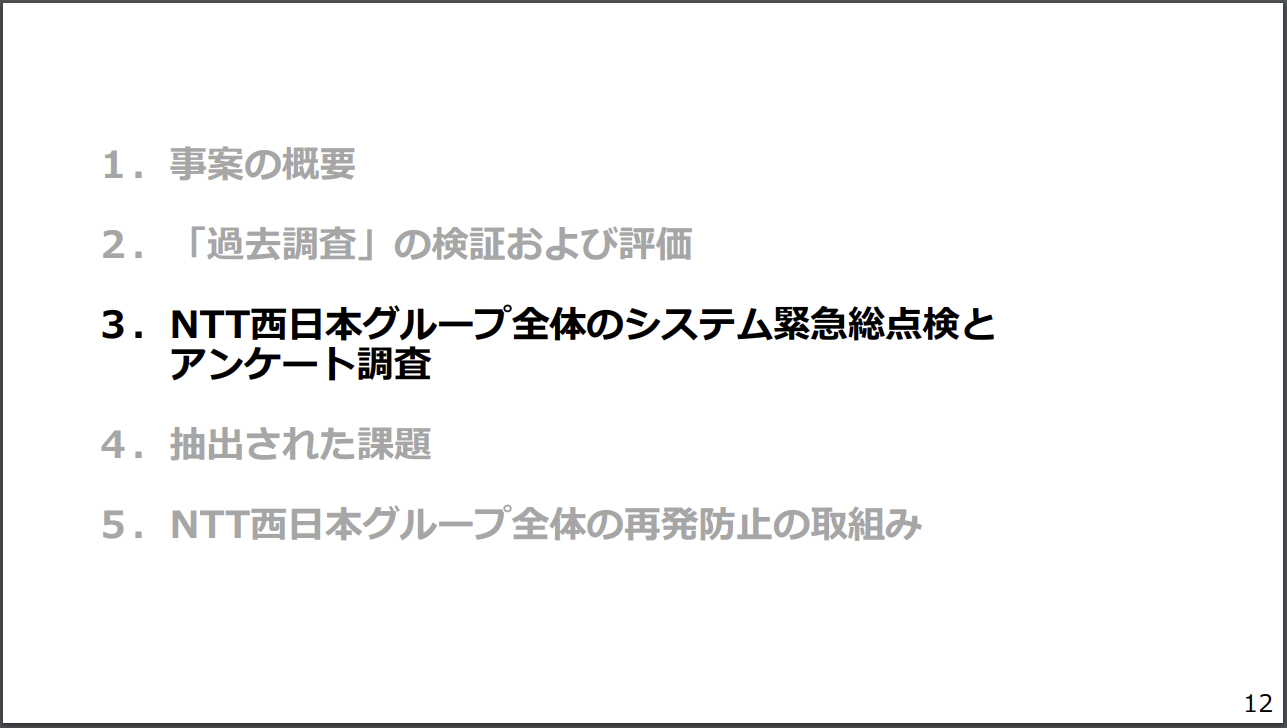 １．事案の概要
２．「過去調査」の検証および評価
３．NTT西日本グループ全体のシステム緊急総点検と
アンケート調査
４．抽出された課題
５．NTT西日本グループ全体の再発防止の取組み
12